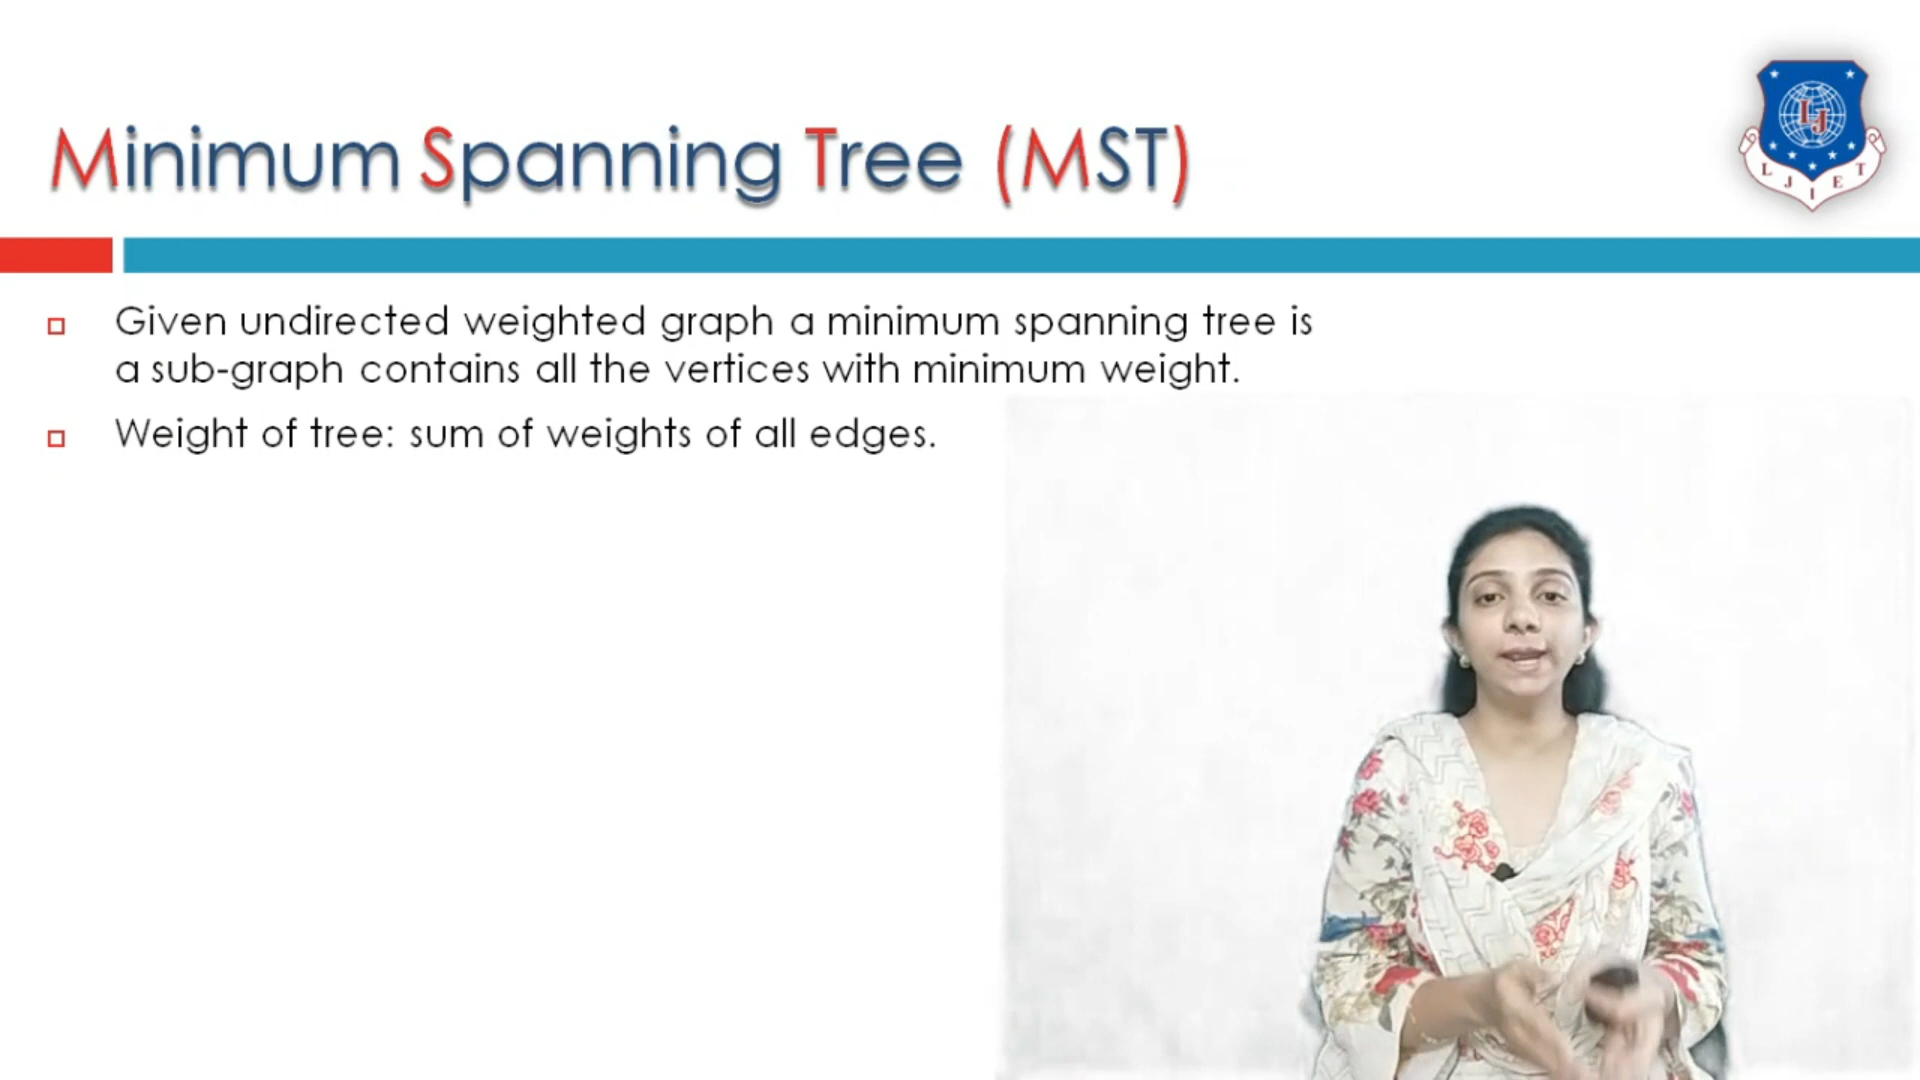 Minimum Spanning Tree (MST)
LJ
L J I E T
Given undirected weighted graph a minimum spanning tree is
a sub-graph contains all the vertices with minimum weight.
Weight of tree: sum of weights of all edges.